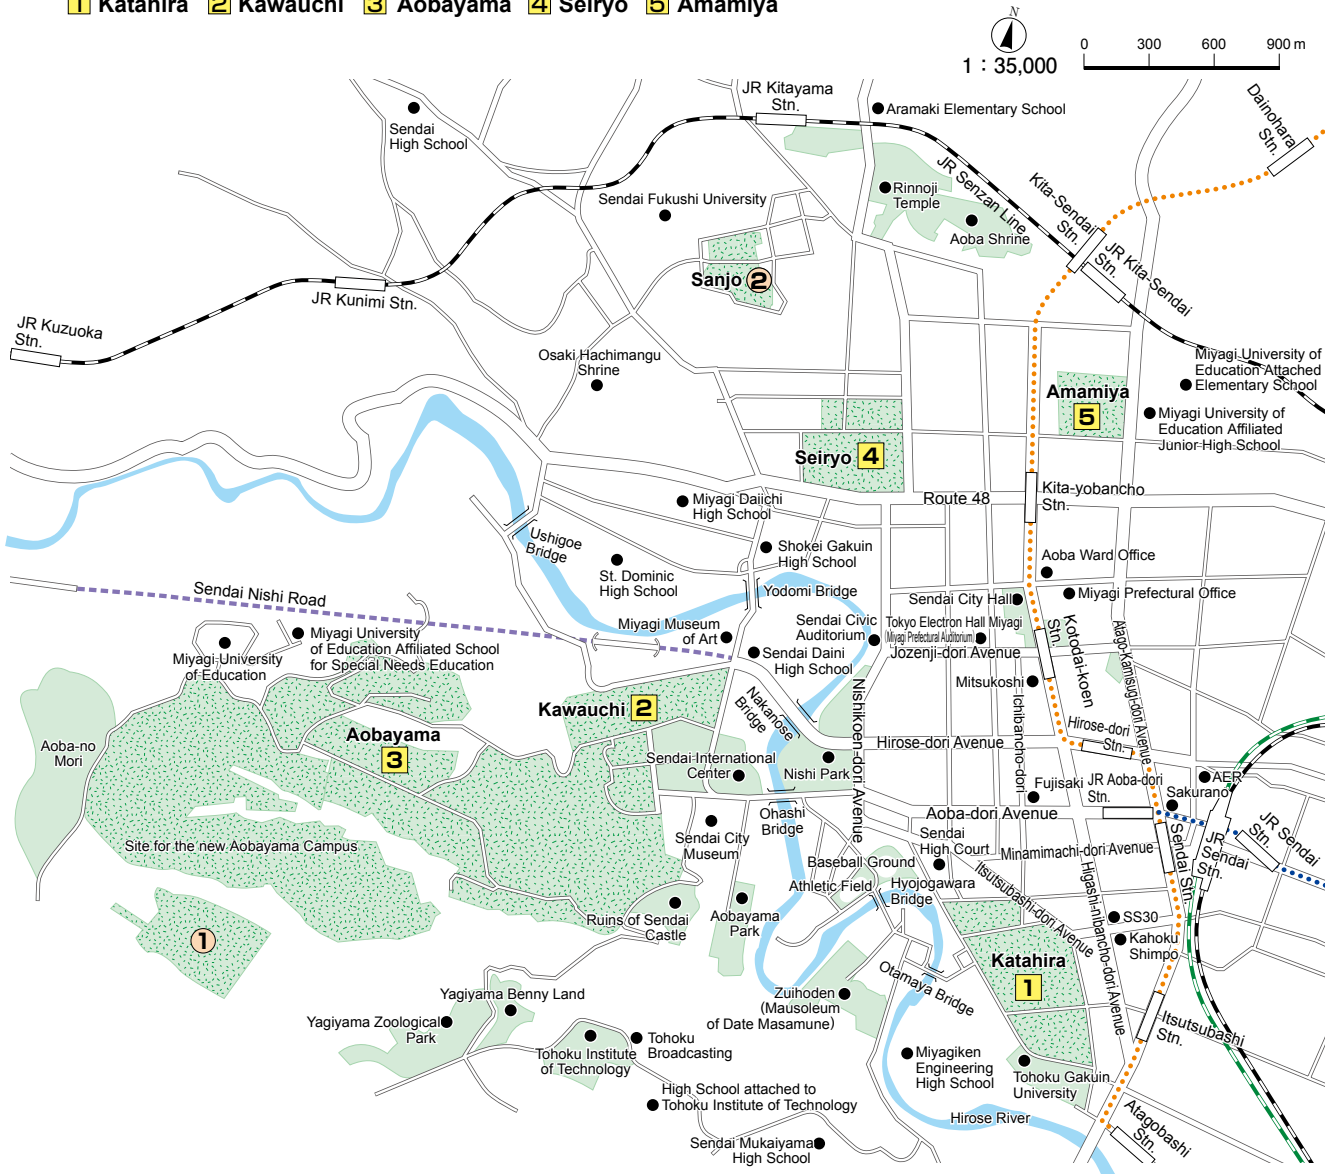 1 Katahira 2 Kawauchi 3 Aobayama 4 Seiryo 5 Amamiya
N
1 : 35,000
0 300 600 900 m
JR Kitayama
Stn.
Dainohara
Stn.
Sendai
High School
Aramaki Elementary School
JR Senzan Line
Kita-Sendai
Stn.
Rinnoji
Temple
Sendai Fukushi University
Aoba Shrine
JR Kita-Sendai
Stn.
Sanjo 2
JR Kunimi Stn.
JR Kuzuoka
Stn.
Osaki Hachimangu
Shrine
Miyagi University of
Education Attached
Elementary School
Amamiya
5
Miyagi University of
Education Affiliated
Junior High School
Seiryo 4
Route 48
Kita-yobancho
Stn.
Miyagi Daiichi
High School
Ushigoe
Bridge
Shokei Gakuin
High School
Aoba Ward Office
St. Dominic
High School
Yodomi Bridge
Sendai Nishi Road
Sendai City Hall
Miyagi Prefectural Office
Miyagi Museum
of Art
Sendai Civic
Auditorium
Tokyo Electron Hall Miyagi
(Miyagi Prefectural Auditorium)
Kotodai-koen
Stn.
Atago-Kamisugi-dori Avenue
Miyagi University
of Education
Miyagi University
of Education Affiliated School
for Special Needs Education
Sendai Daini
High School
Jozenji-dori Avenue
Mitsukoshi
Kawauchi 2
Nakanose
Bridge
Nishikoen-dori Avenue
Ichibancho-dori
Aobayama
3
Aoba-no
Mori
Hirose-dori Avenue
Hirose-dori
Stn.
Sendai International
Center
Nishi Park
Fujisaki
JR Aoba-dori
Stn.
AER
Sakurano
Ohashi
Bridge
Aoba-dori Avenue
Sendai City
Museum
Sendai
High Court
Minamimachi-dori Avenue
Sendai Stn.
JR
Sendai
Stn.
JR Sendai
Stn.
Site for the new Aobayama Campus
Baseball Ground
Athletic Field
Hyojogawara
Bridge
Itsutsubashi-dori Avenue
Higashi-nibancho-dori Avenue
Ruins of Sendai
Castle
Aobayama
Park
SS30
Kahoku
Shimpo
1
Katahira
1
Otamaya Bridge
Zuihoden
(Mausoleum
of Date Masamune)
Yagiyama Benny Land
Yagiyama Zoological
Park
Itsutsubashi
Stn.
Tohoku Institute
of Technology
Tohoku
Broadcasting
Miyagiken
Engineering
High School
Tohoku Gakuin
University
High School attached to
Tohoku Institute of Technology
Hirose River
Atagobashi
Stn.
Sendai Mukaiyama
High School